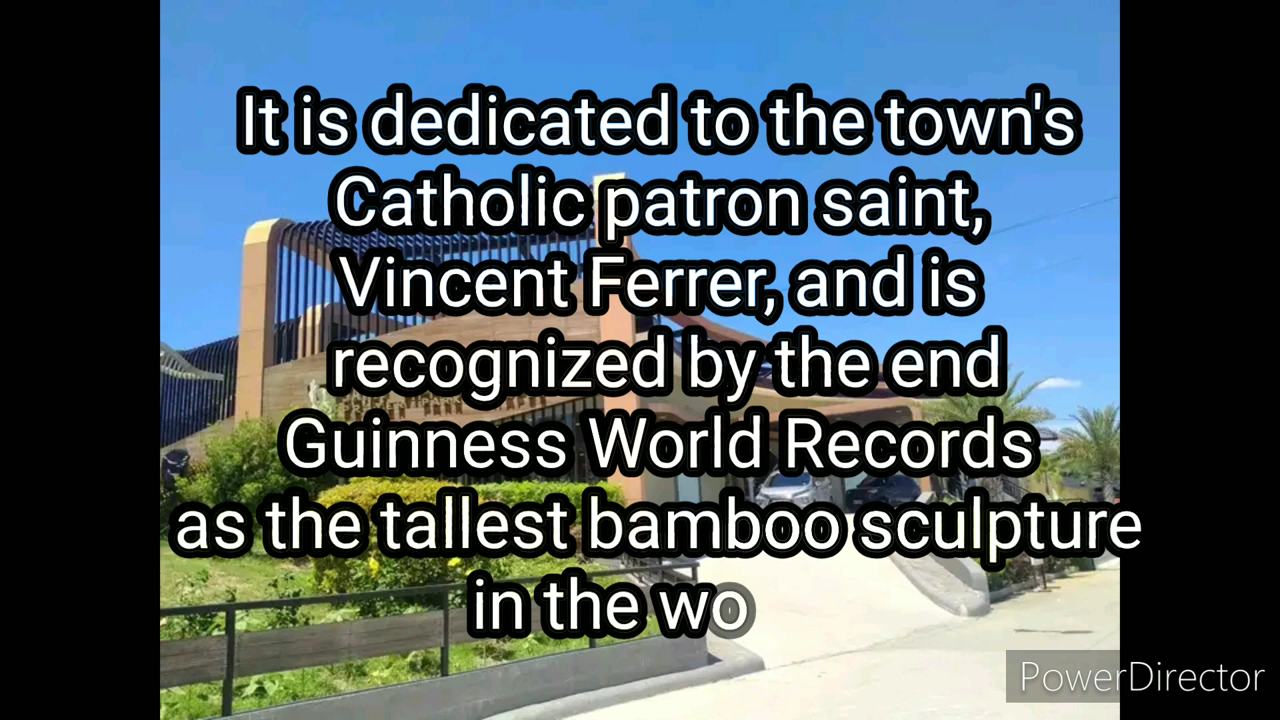 It is dedicated to the town's
Catholic patron saint,
Vincent Ferrer, and is
recognized by the end
Guinness World Records
as the tallest bamboo sculpture
in the wo
PowerDirector